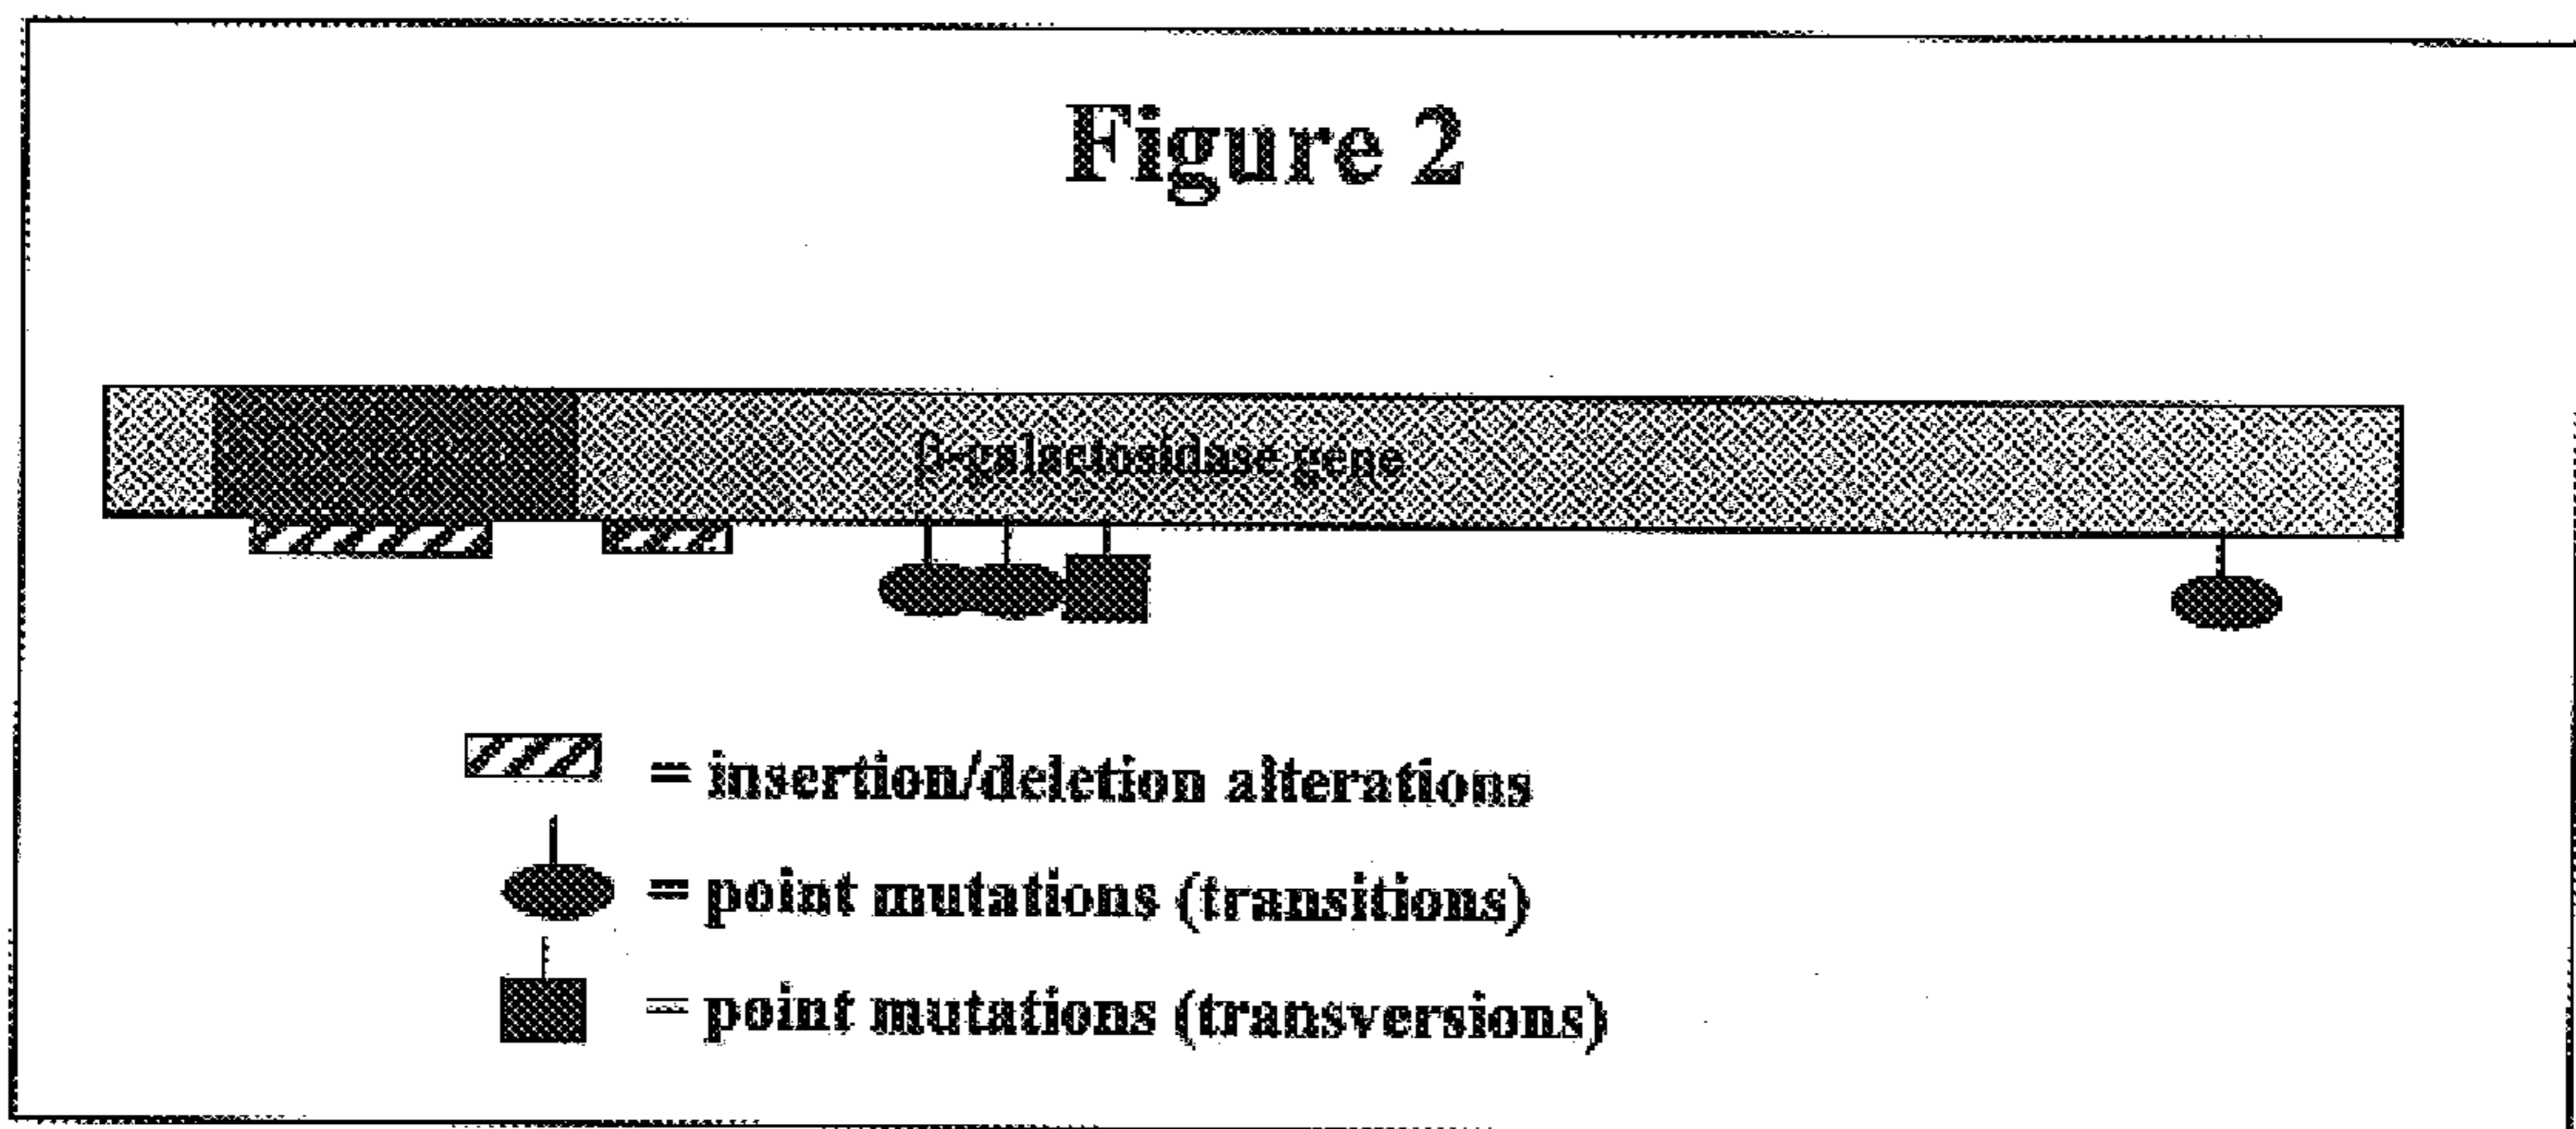 Figure 2
β-galactosidase gene
= insertion/deletion alterations
= point mutations (transitions)
= point mutations (transversions)